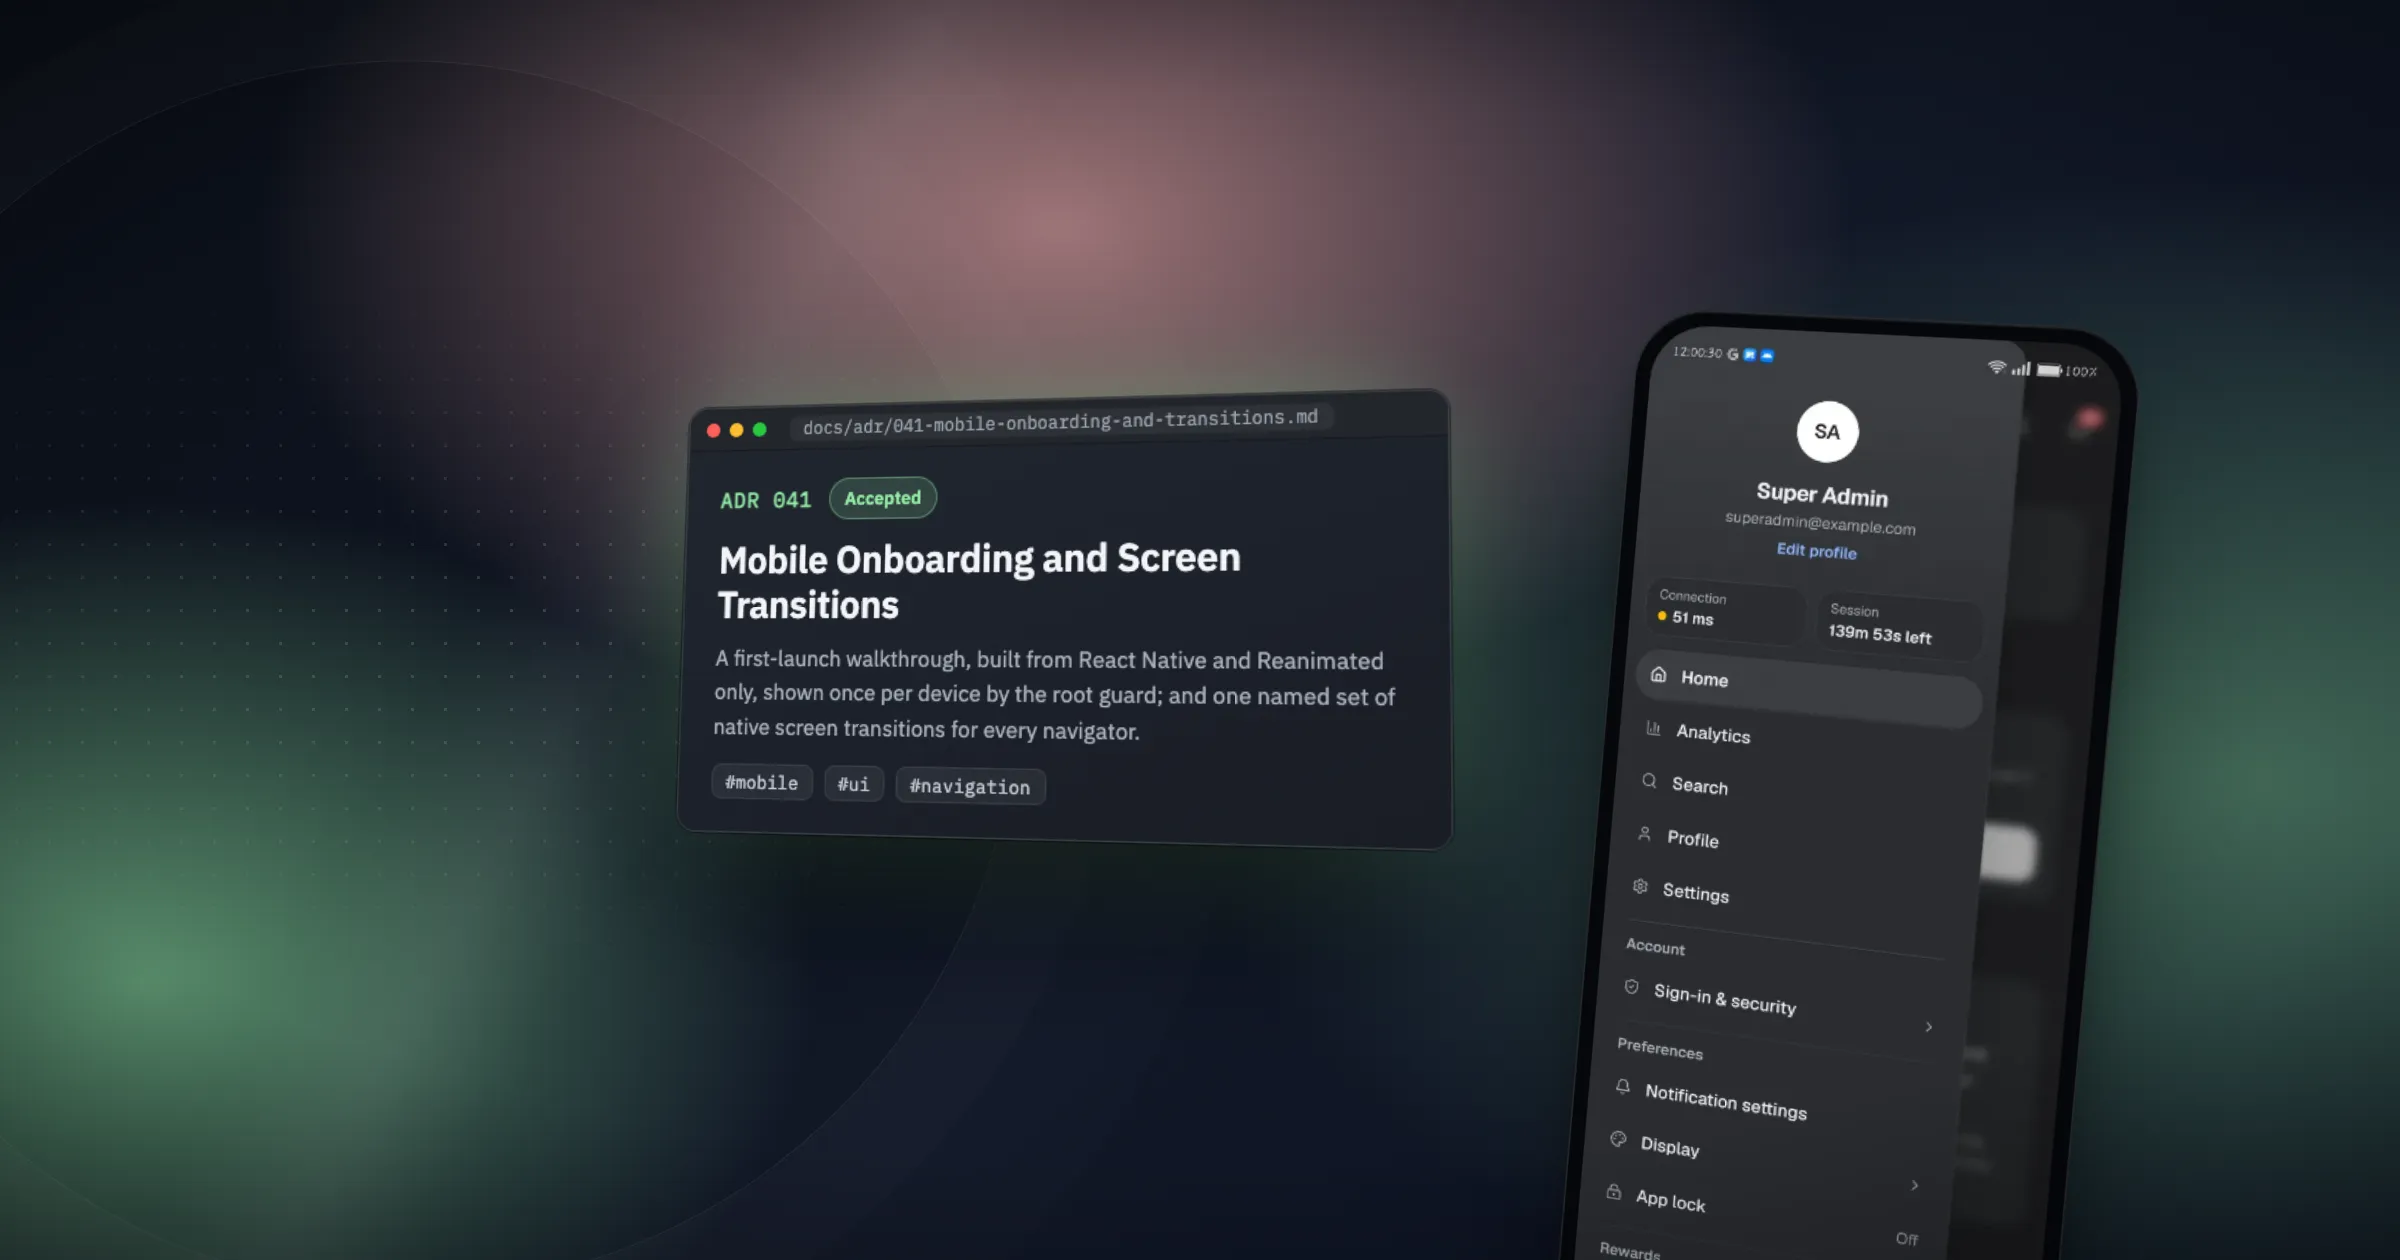 docs/adr/041-mobile-onboarding-and-transitions.md
ADR 041
Accepted
Mobile Onboarding and Screen
Transitions
A first-launch walkthrough, built from React Native and Reanimated
only, shown once per device by the root guard; and one named set of
native screen transitions for every navigator.
#mobile #ui #navigation
12:00:30
100%
SA
Super Admin
superadmin@example.com
Edit profile
Connection
51 ms
Session
139m 53s left
Home
Analytics
Search
Profile
Settings
Account
Sign-in & security
Preferences
Notification settings
Display
App lock
Off
Rewards